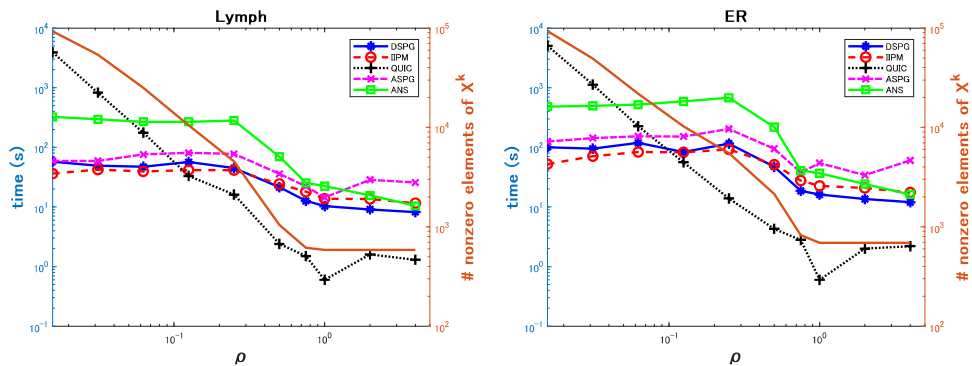 Lymph
10^4
10^3
10^2
10^1
10^0
10^-1
time (s)
10^-1
10^0
ρ
10^5
10^4
10^3
10^2
# nonzero elements of X^k
DSPG
IIPM
QUIC
ASPG
ANS
ER
10^4
10^3
10^2
10^1
10^0
10^-1
time (s)
10^-1
10^0
ρ
10^5
10^4
10^3
10^2
# nonzero elements of X^k
DSPG
IIPM
QUIC
ASPG
ANS